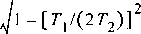 √1 − [T₁/(2T₂)]²